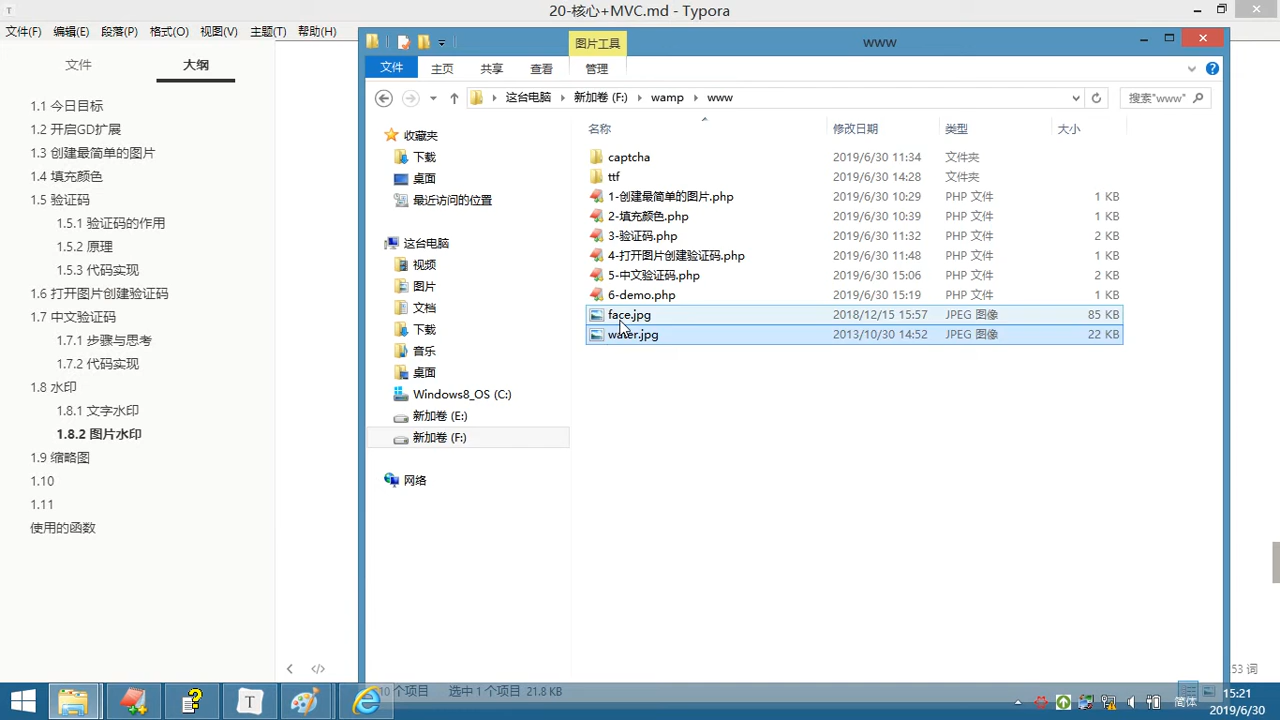 20-核心+MVC.md - Typora
文件(F) 编辑(E) 段落(P) 格式(O) 视图(V) 主题(T) 帮助(H)
文件 大纲
1.1 今日目标
1.2 开启GD扩展
1.3 创建最简单的图片
1.4 填充颜色
1.5 验证码
1.5.1 验证码的作用
1.5.2 原理
1.5.3 代码实现
1.6 打开图片创建验证码
1.7 中文验证码
1.7.1 步骤与思考
1.7.2 代码实现
1.8 水印
1.8.1 文字水印
1.8.2 图片水印
1.9 缩略图
1.10
1.11
使用的函数
图片工具 www
文件 主页 共享 查看 管理
这台电脑 新加卷 (F:) wamp www 搜索"www"
收藏夹
下载
桌面
最近访问的位置
这台电脑
视频
图片
文档
下载
音乐
桌面
Windows8_OS (C:)
新加卷 (E:)
新加卷 (F:)
网络
名称 修改日期 类型 大小
captcha 2019/6/30 11:34 文件夹
ttf 2019/6/30 14:28 文件夹
1-创建最简单的图片.php 2019/6/30 10:29 PHP 文件 1 KB
2-填充颜色.php 2019/6/30 10:39 PHP 文件 1 KB
3-验证码.php 2019/6/30 11:32 PHP 文件 2 KB
4-打开图片创建验证码.php 2019/6/30 11:48 PHP 文件 1 KB
5-中文验证码.php 2019/6/30 15:06 PHP 文件 2 KB
6-demo.php 2019/6/30 15:19 PHP 文件 1 KB
face.jpg 2018/12/15 15:57 JPEG 图像 85 KB
water.jpg 2013/10/30 14:52 JPEG 图像 22 KB
10 个项目 选中 1 个项目 21.8 KB
53 词
简体
15:21
2019/6/30